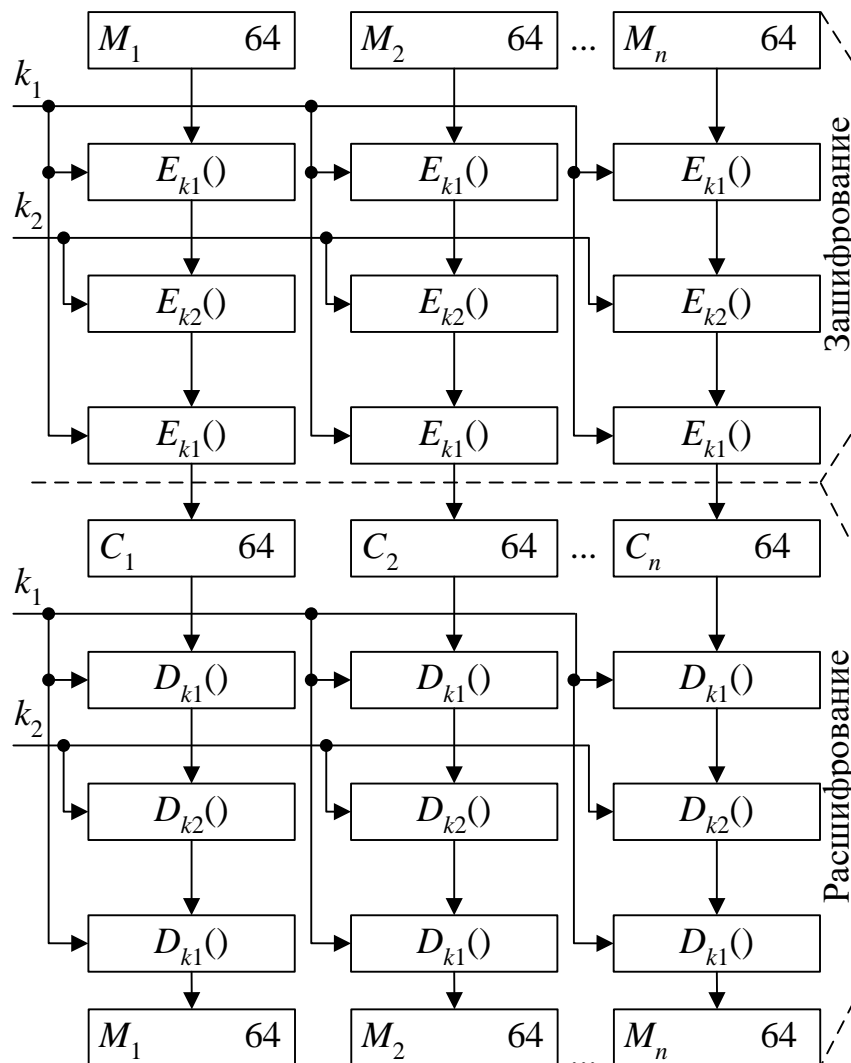 M1 64 M2 64 ... Mn 64
k1
Ek1() Ek1() Ek1()
k2
Ek2() Ek2() Ek2()
Ek1() Ek1() Ek1()
Зашифрование
C1 64 C2 64 ... Cn 64
k1
Dk1() Dk1() Dk1()
k2
Dk2() Dk2() Dk2()
Dk1() Dk1() Dk1()
Расшифрование
M1 64 M2 64 ... Mn 64